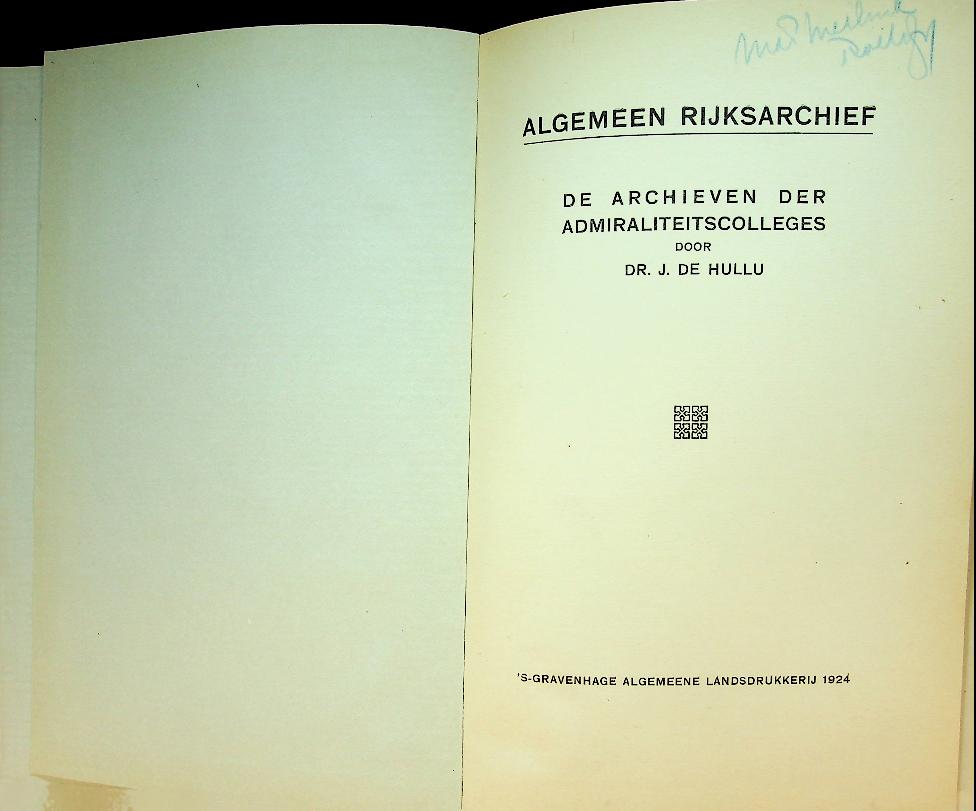 ALGEMEEN RIJKSARCHIEF
DE ARCHIEVEN DER
ADMIRALITEITSCOLLEGES
DOOR
DR. J. DE HULLU
'S-GRAVENHAGE ALGEMEENE LANDSDRUKKERIJ 1924